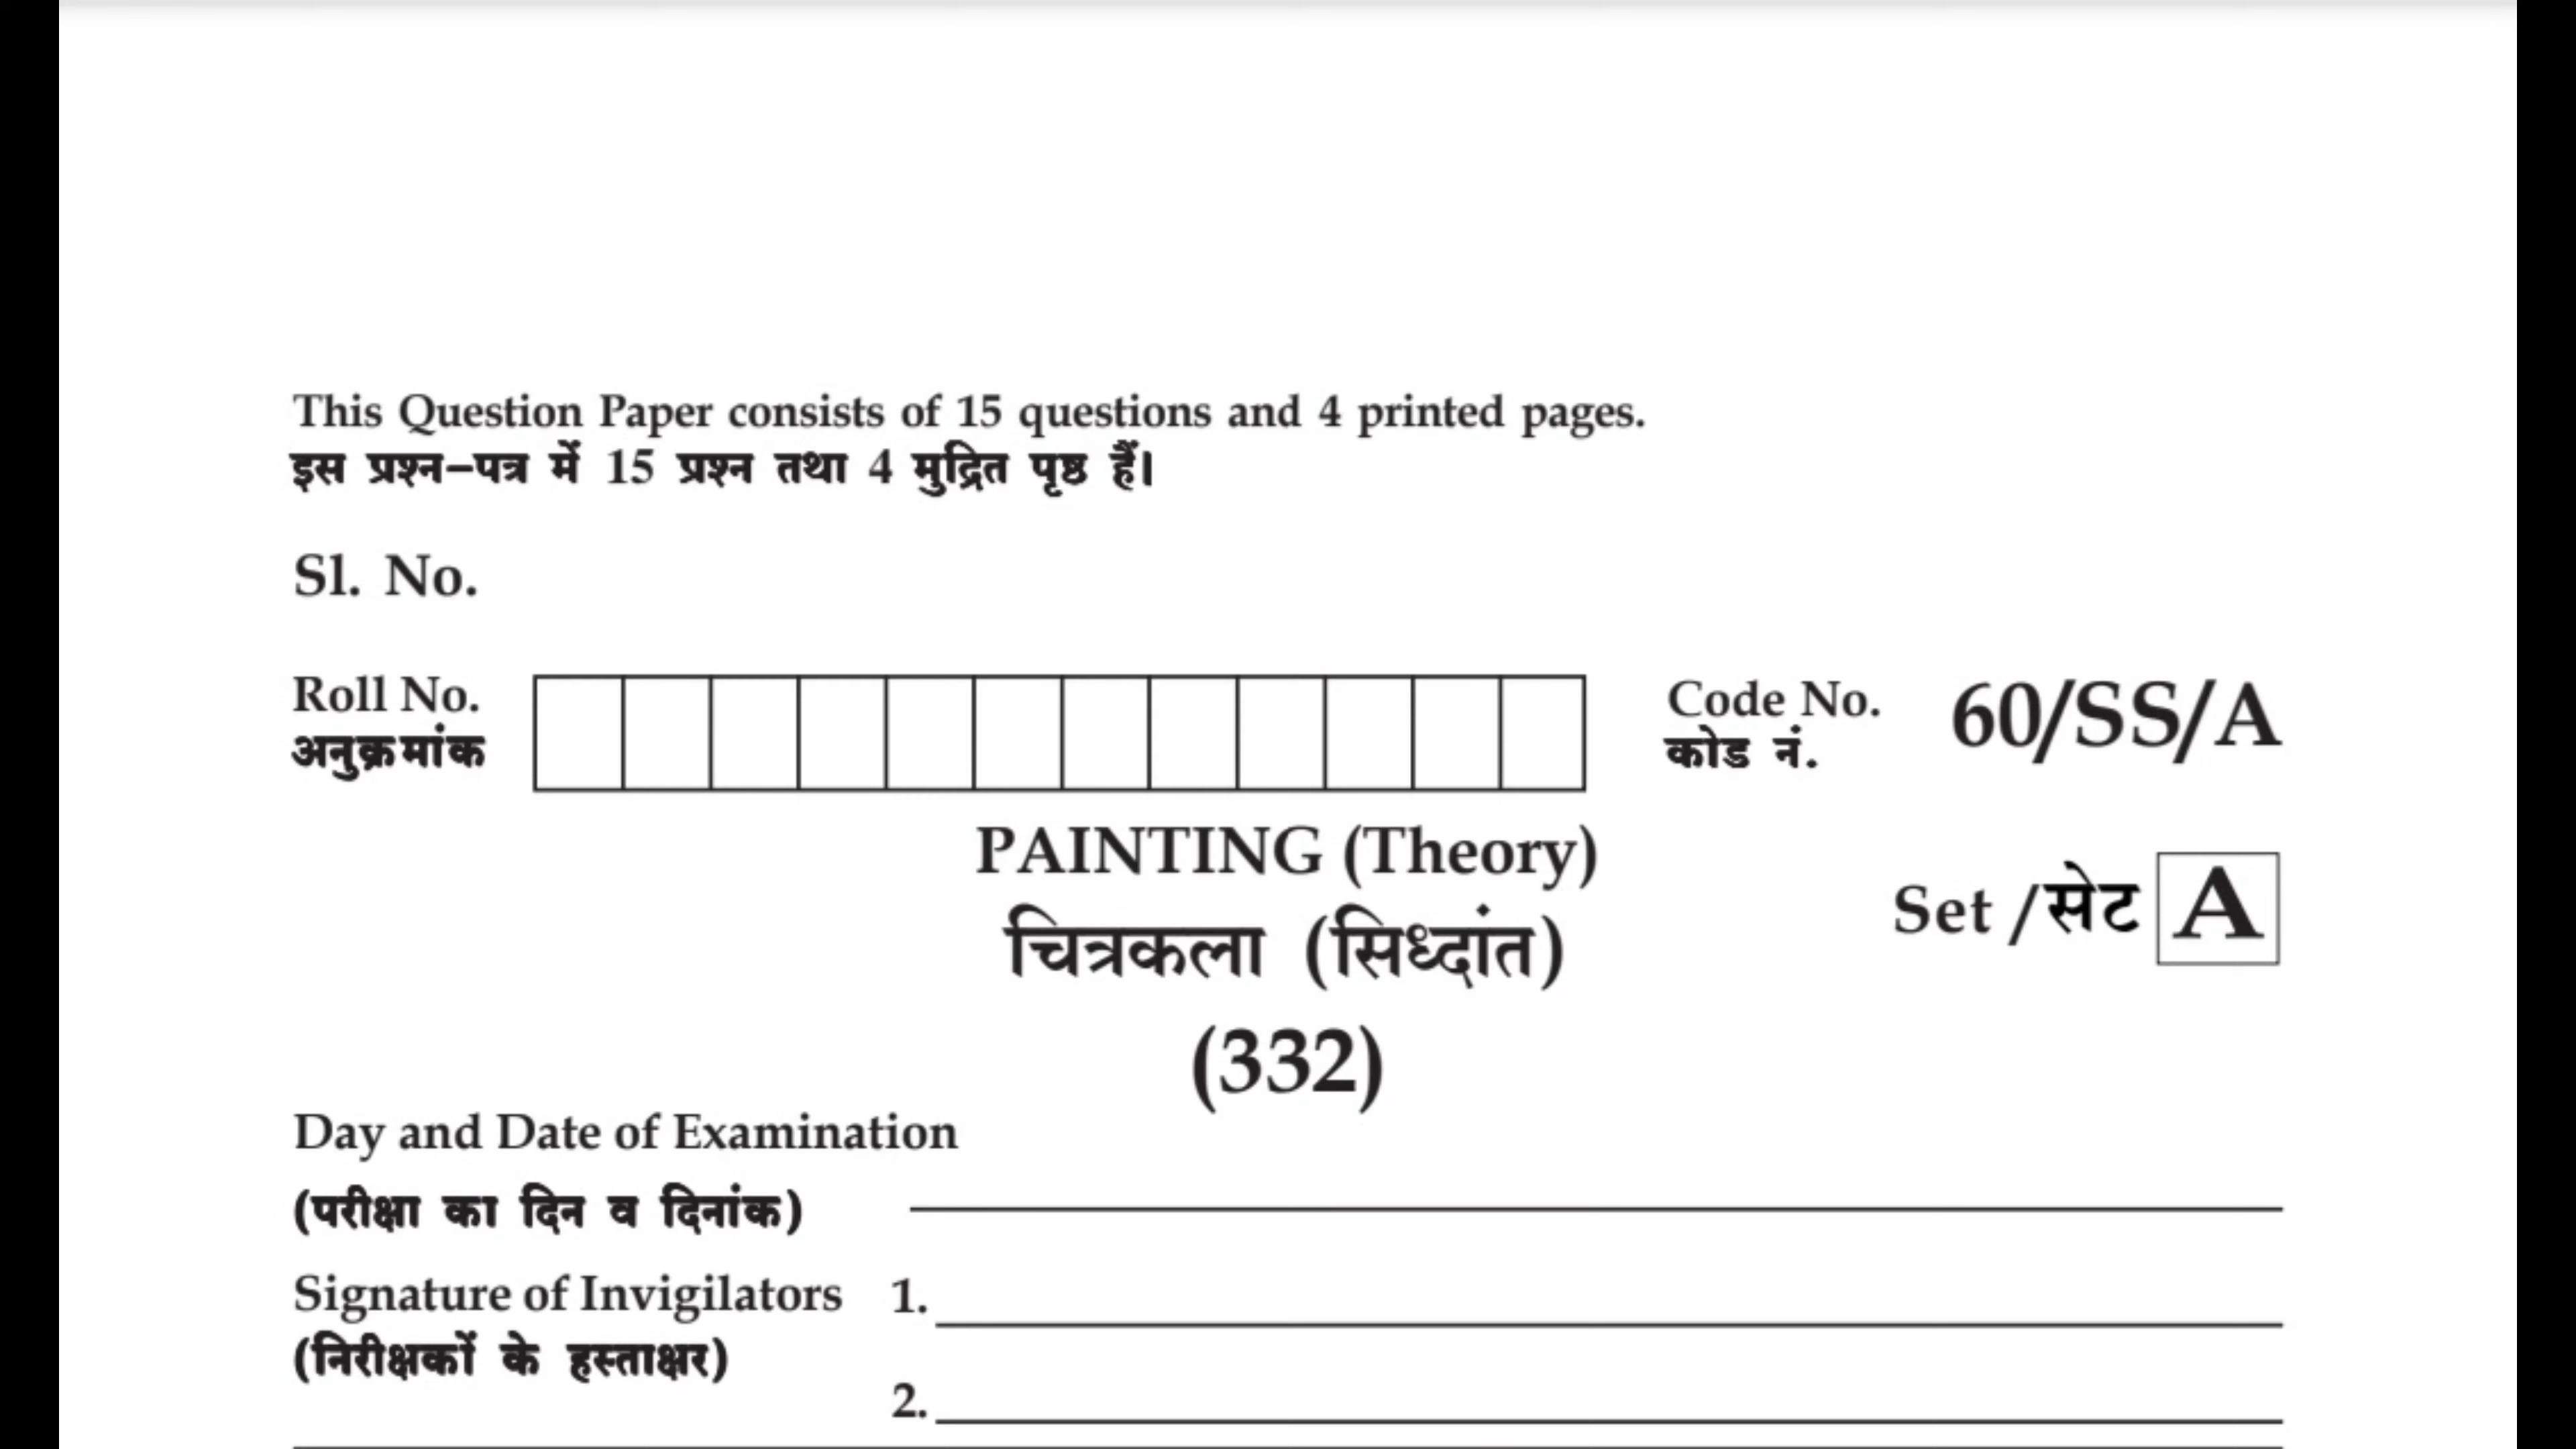 This Question Paper consists of 15 questions and 4 printed pages.
इस प्रश्न-पत्र में 15 प्रश्न तथा 4 मुद्रित पृष्ठ हैं।
Sl. No.
Roll No.
अनुक्रमांक
Code No. 60/SS/A
कोड नं.
PAINTING (Theory)
Set /सेट A
चित्रकला (सिध्दांत)
(332)
Day and Date of Examination
(परीक्षा का दिन व दिनांक)
Signature of Invigilators 1.
(निरीक्षकों के हस्ताक्षर)
2.